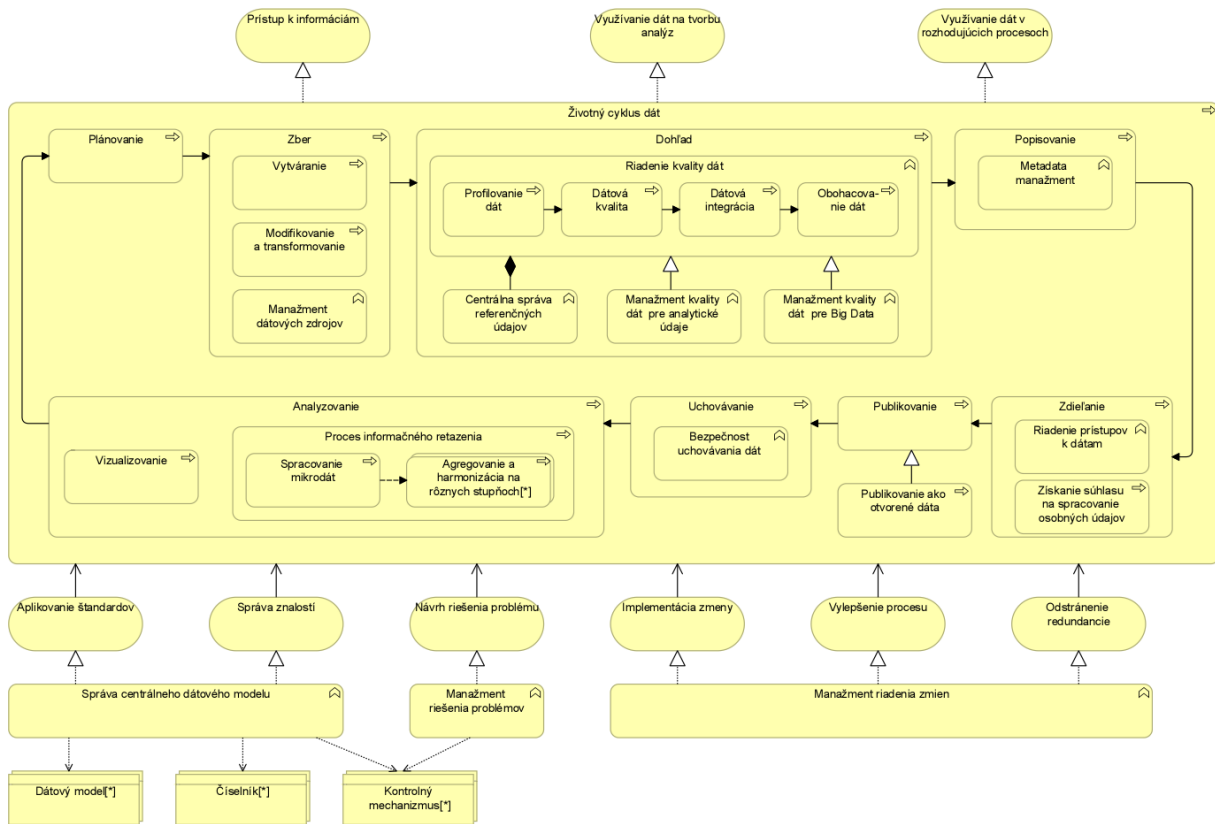 Prístup k informáciám
Využívanie dát na tvorbu
analýz
Využívanie dát v
rozhodujúcich procesoch
Životný cyklus dát
Plánovanie
Zber
Vytváranie
Modifikovanie
a transformovanie
Manažment
dátových zdrojov
Dohľad
Riadenie kvality dát
Profilovanie
dát
Dátová
kvalita
Dátová
integrácia
Obohacova-
nie dát
Centrálna správa
referenčných
údajov
Manažment kvality
dát pre analytické
údaje
Manažment kvality
dát pre Big Data
Popisovanie
Metadata
manažment
Analyzovanie
Vizualizovanie
Proces informačného retazenia
Spracovanie
mikrodát
Agregovanie a
harmonizácia na
rôznych stupňoch[*]
Uchovávanie
Bezpečnost
uchovávania dát
Publikovanie
Publikovanie ako
otvorené dáta
Zdieľanie
Riadenie prístupov
k dátam
Získanie súhlasu
na spracovanie
osobných údajov
Aplikovanie štandardov
Správa znalostí
Návrh riešenia problému
Implementácia zmeny
Vylepšenie procesu
Odstránenie
redundancie
Správa centrálneho dátového modelu
Manažment
riešenia problémov
Manažment riadenia zmien
Dátový model[*]
Číselník[*]
Kontrolný
mechanizmus[*]